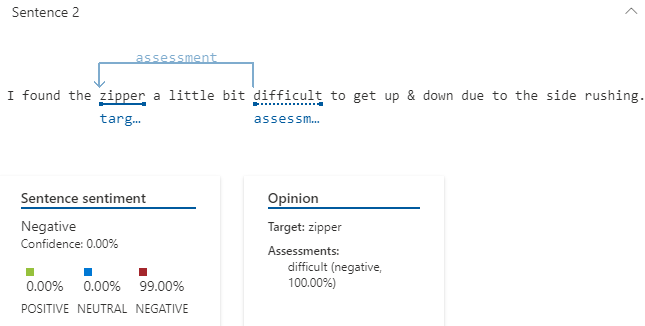 Sentence 2
assessment
I found the zipper a little bit difficult to get up & down due to the side rushing.
targ… assessm…
Sentence sentiment
Negative
Confidence: 0.00%
0.00% 0.00% 99.00%
POSITIVE NEUTRAL NEGATIVE
Opinion
Target: zipper
Assessments:
difficult (negative,
100.00%)